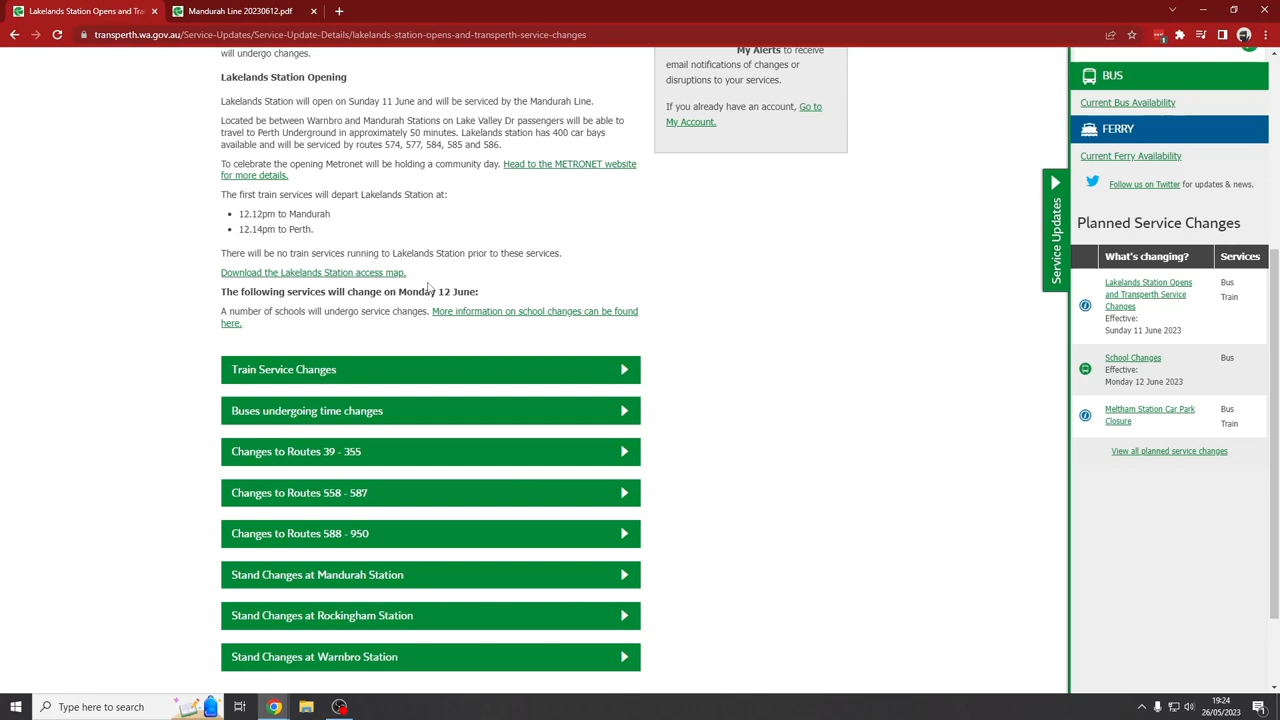 Lakelands Station Opens and Tra
Mandurah Line 20230612.pdf
transperth.wa.gov.au/Service-Updates/Service-Update-Details/lakelands-station-opens-and-transperth-service-changes
will undergo changes.
Lakelands Station Opening
Lakelands Station will open on Sunday 11 June and will be serviced by the Mandurah Line.
Located be between Warnbro and Mandurah Stations on Lake Valley Dr passengers will be able to
travel to Perth Underground in approximately 50 minutes. Lakelands station has 400 car bays
available and will be serviced by routes 574, 577, 584, 585 and 586.
To celebrate the opening Metronet will be holding a community day. Head to the METRONET website
for more details.
The first train services will depart Lakelands Station at:
12.12pm to Mandurah
12.14pm to Perth.
There will be no train services running to Lakelands Station prior to these services.
Download the Lakelands Station access map.
The following services will change on Monday 12 June:
A number of schools will undergo service changes. More information on school changes can be found
here.
Train Service Changes
Buses undergoing time changes
Changes to Routes 39 - 355
Changes to Routes 558 - 587
Changes to Routes 588 - 950
Stand Changes at Mandurah Station
Stand Changes at Rockingham Station
Stand Changes at Warnbro Station
My Alerts to receive
email notifications of changes or
disruptions to your services.
If you already have an account, Go to
My Account.
Service Updates
BUS
Current Bus Availability
FERRY
Current Ferry Availability
Follow us on Twitter for updates & news.
Planned Service Changes
What's changing? Services
Lakelands Station Opens Bus
and Transperth Service Train
Changes
Effective:
Sunday 11 June 2023
School Changes Bus
Effective:
Monday 12 June 2023
Meltham Station Car Park Bus
Closure Train
View all planned service changes
Type here to search
19:24
26/05/2023
1